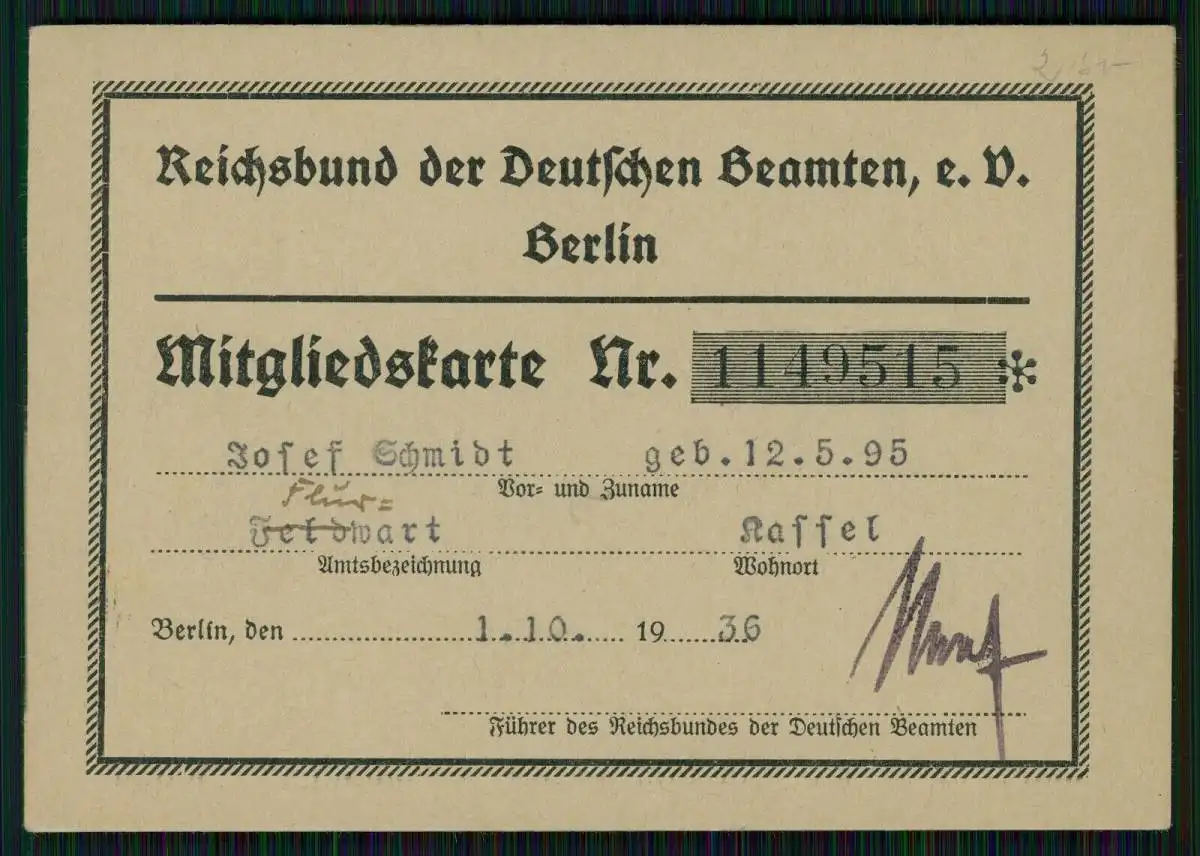 Reichsbund der Deutſchen Beamten, e. V.
Berlin
Mitgliedskarte Nr. 1149515 *
Joſef Schmidt geb. 12.5.95
Vor- und Zuname
Flur-
Feldwart Kaſſel
Amtsbezeichnung Wohnort
Berlin, den 1.10. 19 36
Führer des Reichsbundes der Deutſchen Beamten